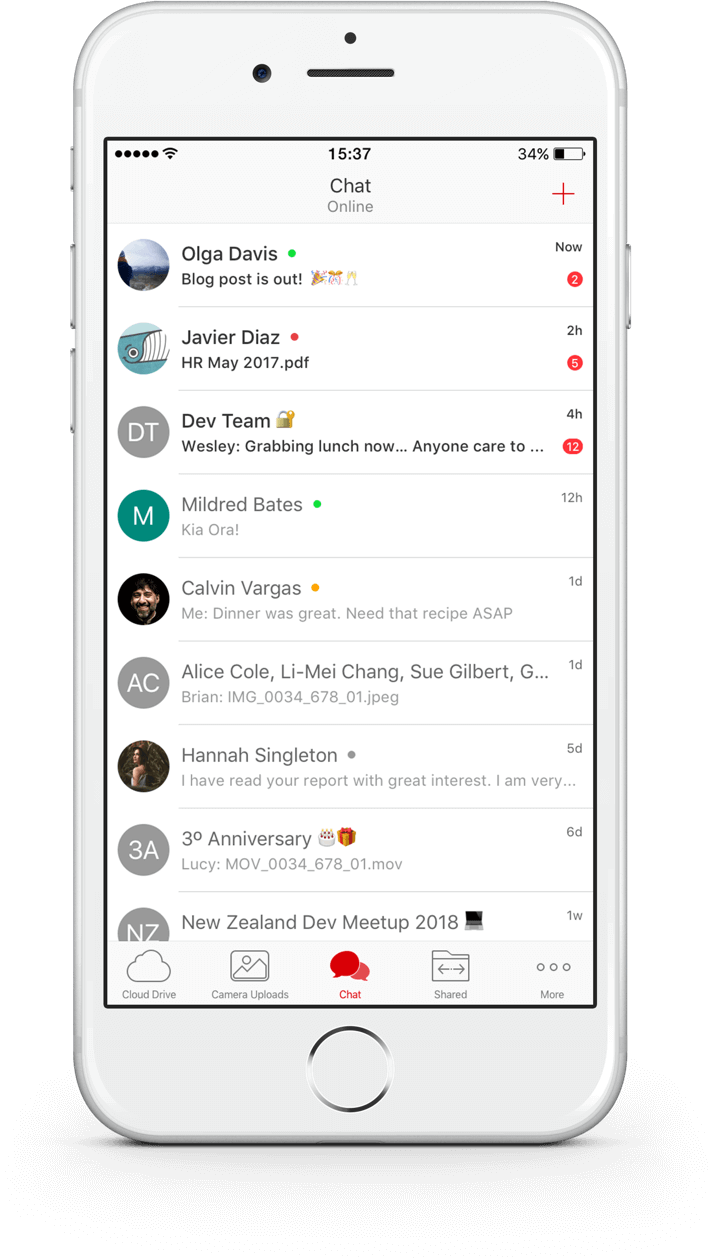 15:37
34%
Chat
Online
Olga Davis
Now
Blog post is out! 🎉🎊🥂
2
Javier Diaz
2h
HR May 2017.pdf
5
DT
Dev Team 🔐
4h
Wesley: Grabbing lunch now... Anyone care to ...
12
M
Mildred Bates
12h
Kia Ora!
Calvin Vargas
1d
Me: Dinner was great. Need that recipe ASAP
AC
Alice Cole, Li-Mei Chang, Sue Gilbert, G...
1d
Brian: IMG_0034_678_01.jpeg
Hannah Singleton
5d
I have read your report with great interest. I am very...
3A
3º Anniversary 🎂🎁
6d
Lucy: MOV_0034_678_01.mov
NZ
New Zealand Dev Meetup 2018 💻
1w
Cloud Drive
Camera Uploads
Chat
Shared
More